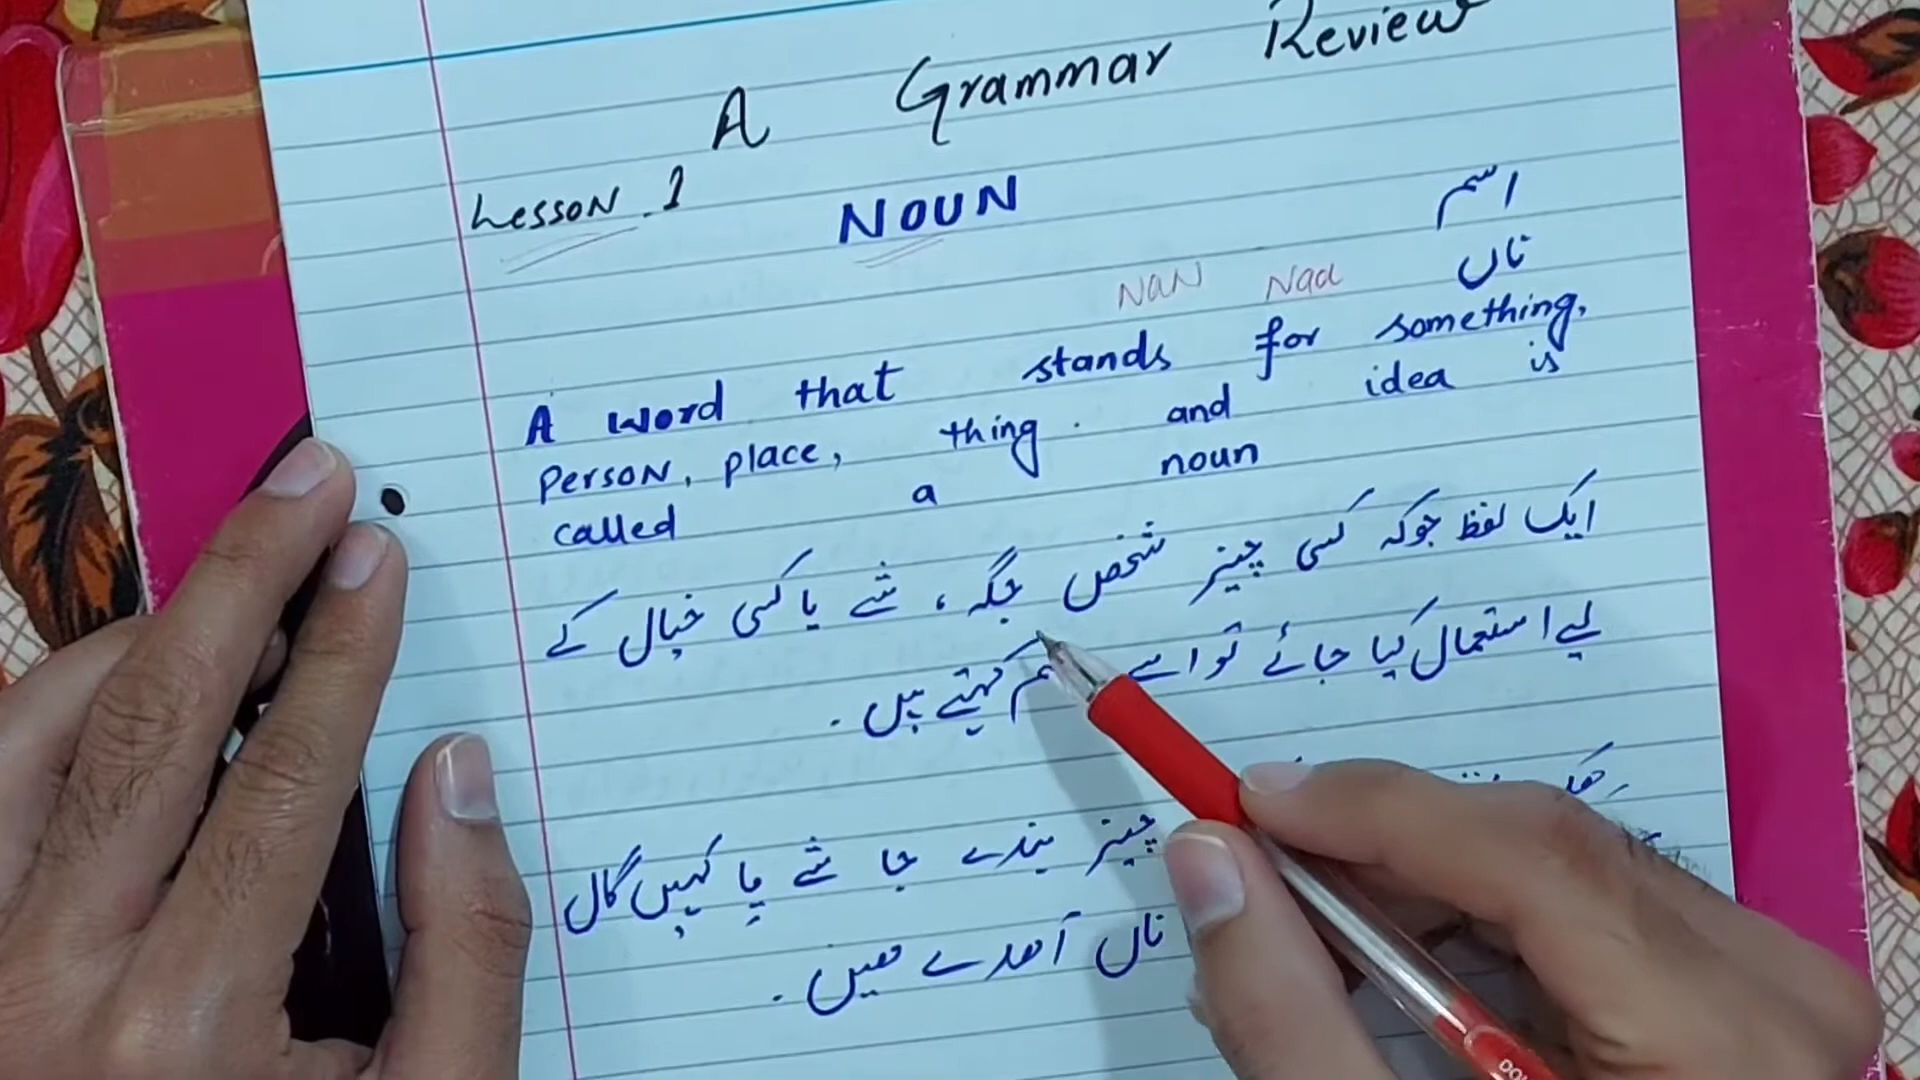 A Grammar Review
Lesson . 1
NOUN
اسم
ناں
NaN Naa
A word that stands for something,
person, place, thing . and idea is
called a noun
ایک لفظ جوکہ کسی چیز شخص جگہ ، شے یا کسی خیال کے
لیے استعمال کیا جائے تو اسے کہتے ہیں .
چیز بندے جا شے یا کہیں گال
ناں آھدے ھیں .